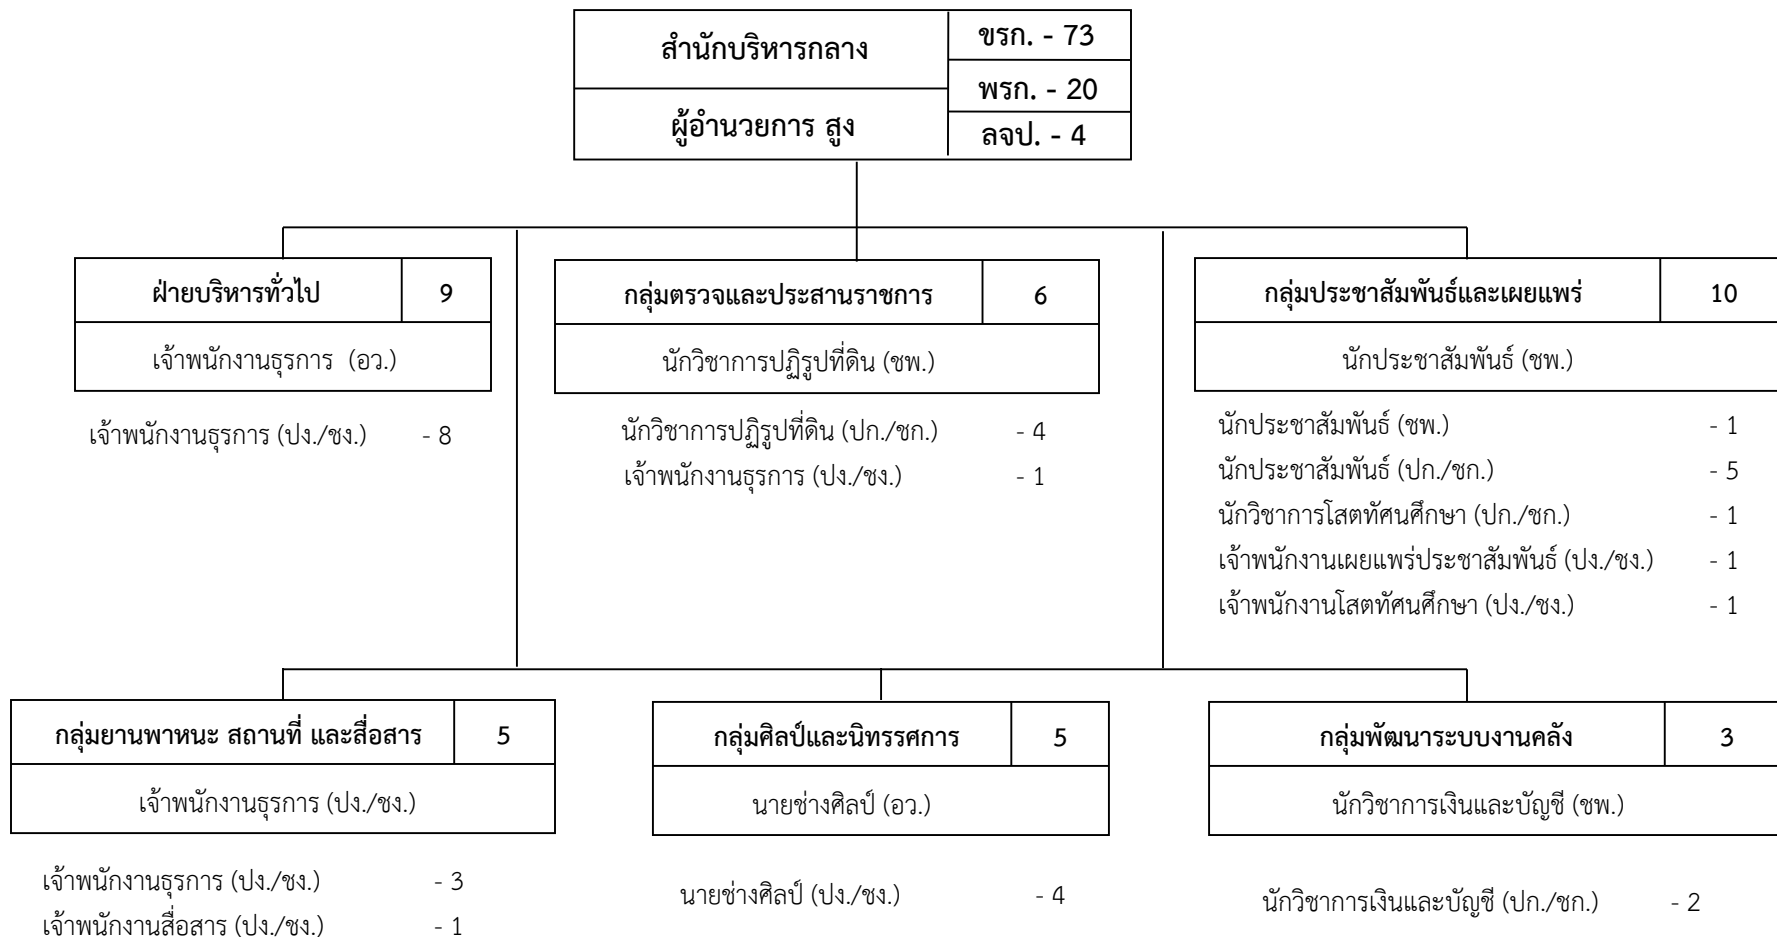 สำนักบริหารกลาง
ขรก. - 73
พรก. - 20
ผู้อำนวยการ สูง
ลจป. - 4
ฝ่ายบริหารทั่วไป 9
เจ้าพนักงานธุรการ (อว.)
เจ้าพนักงานธุรการ (ปง./ชง.) - 8
กลุ่มตรวจและประสานราชการ 6
นักวิชาการปฏิรูปที่ดิน (ชพ.)
นักวิชาการปฏิรูปที่ดิน (ปก./ชก.) - 4
เจ้าพนักงานธุรการ (ปง./ชง.) - 1
กลุ่มประชาสัมพันธ์และเผยแพร่ 10
นักประชาสัมพันธ์ (ชพ.)
นักประชาสัมพันธ์ (ชพ.) - 1
นักประชาสัมพันธ์ (ปก./ชก.) - 5
นักวิชาการโสตทัศนศึกษา (ปก./ชก.) - 1
เจ้าพนักงานเผยแพร่ประชาสัมพันธ์ (ปง./ชง.) - 1
เจ้าพนักงานโสตทัศนศึกษา (ปง./ชง.) - 1
กลุ่มยานพาหนะ สถานที่ และสื่อสาร 5
เจ้าพนักงานธุรการ (ปง./ชง.)
เจ้าพนักงานธุรการ (ปง./ชง.) - 3
เจ้าพนักงานสื่อสาร (ปง./ชง.) - 1
กลุ่มศิลป์และนิทรรศการ 5
นายช่างศิลป์ (อว.)
นายช่างศิลป์ (ปง./ชง.) - 4
กลุ่มพัฒนาระบบงานคลัง 3
นักวิชาการเงินและบัญชี (ชพ.)
นักวิชาการเงินและบัญชี (ปก./ชก.) - 2